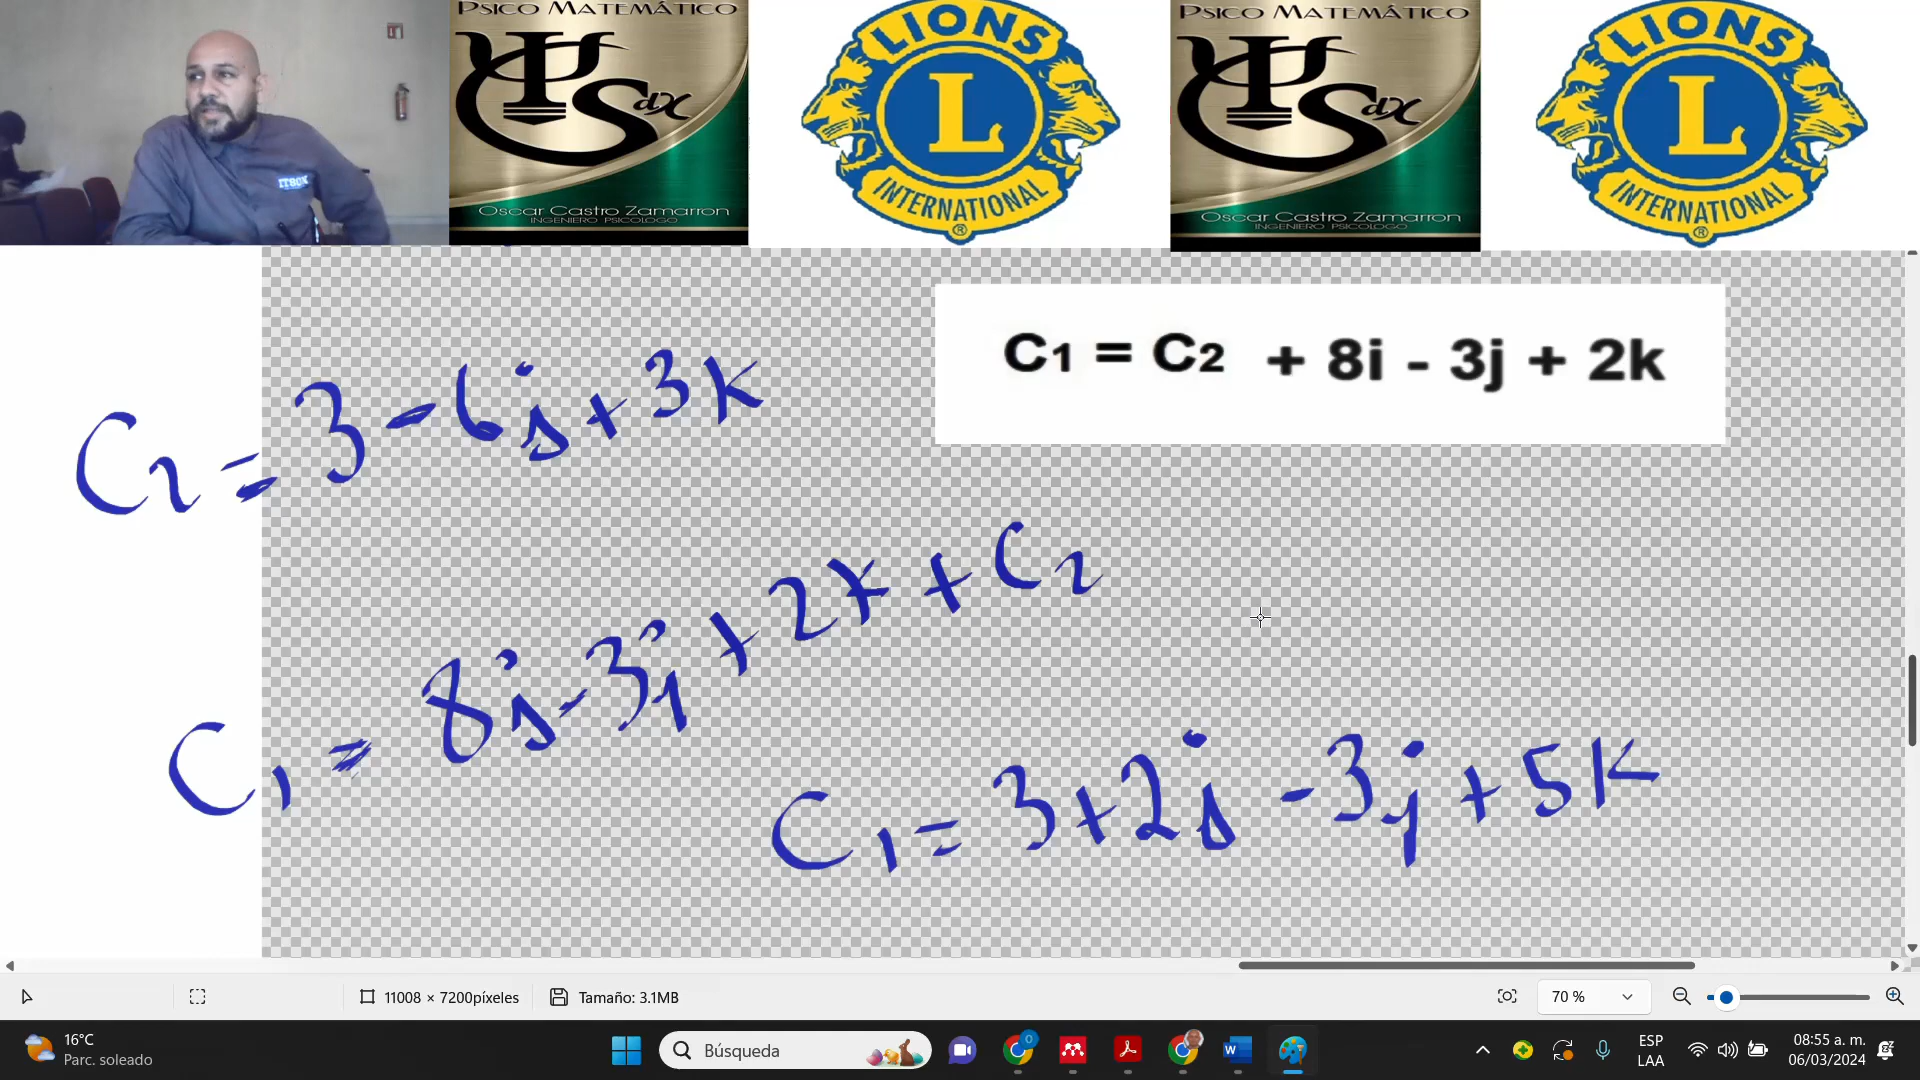 PSICO MATEMÁTICO
dx
Oscar Castro Zamarron
INGENIERO PSICOLOGO
LIONS
L
INTERNATIONAL
®
PSICO MATEMÁTICO
dx
Oscar Castro Zamarron
INGENIERO PSICOLOGO
LIONS
L
INTERNATIONAL
®
C1 = C2 + 8i - 3j + 2k
C2 = 3 - 6i + 3k
C1 = 8i - 3j + 2k + C2
C1 = 3 + 2i - 3j + 5k
11008 × 7200píxeles
Tamaño: 3.1MB
70 %
16°C
Parc. soleado
Búsqueda
ESP
LAA
08:55 a. m.
06/03/2024